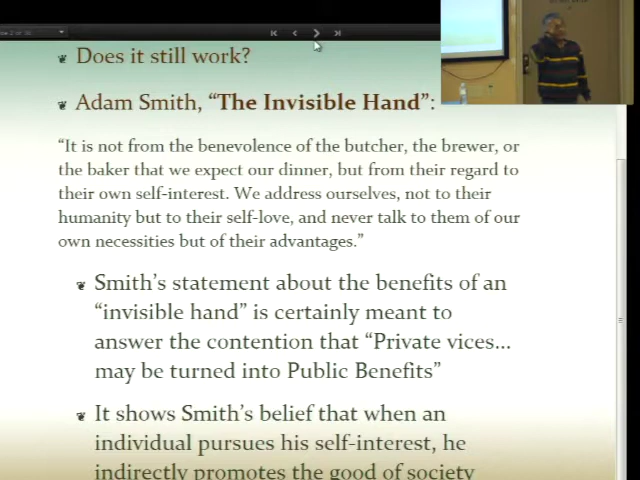 Does it still work?
Adam Smith, “The Invisible Hand”:
“It is not from the benevolence of the butcher, the brewer, or
the baker that we expect our dinner, but from their regard to
their own self-interest. We address ourselves, not to their
humanity but to their self-love, and never talk to them of our
own necessities but of their advantages.”
Smith’s statement about the benefits of an
“invisible hand” is certainly meant to
answer the contention that “Private vices...
may be turned into Public Benefits”
It shows Smith’s belief that when an
individual pursues his self-interest, he
indirectly promotes the good of society